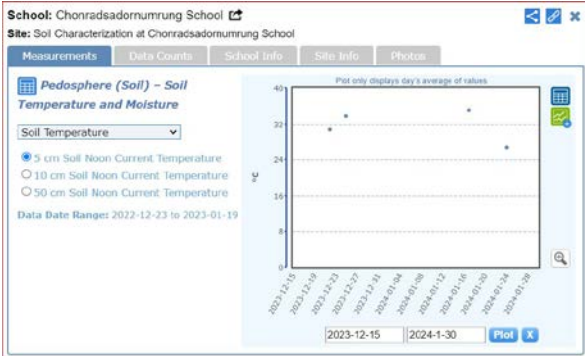 School: Chonradsadornumrung School
Site: Soil Characterization at Chonradsadornumrung School
Measurements Data Counts School Info Site Info Photos
Pedosphere (Soil) – Soil
Temperature and Moisture
Soil Temperature
5 cm Soil Noon Current Temperature
10 cm Soil Noon Current Temperature
50 cm Soil Noon Current Temperature
Data Date Range: 2022-12-23 to 2023-01-19
Plot only displays day's average of values
40
32
24
16
8
0
°C
2023-12-15
2023-12-19
2023-12-23
2023-12-27
2023-12-31
2024-01-04
2024-01-08
2024-01-12
2024-01-16
2024-01-20
2024-01-24
2024-01-28
2023-12-15 2024-1-30 Plot X